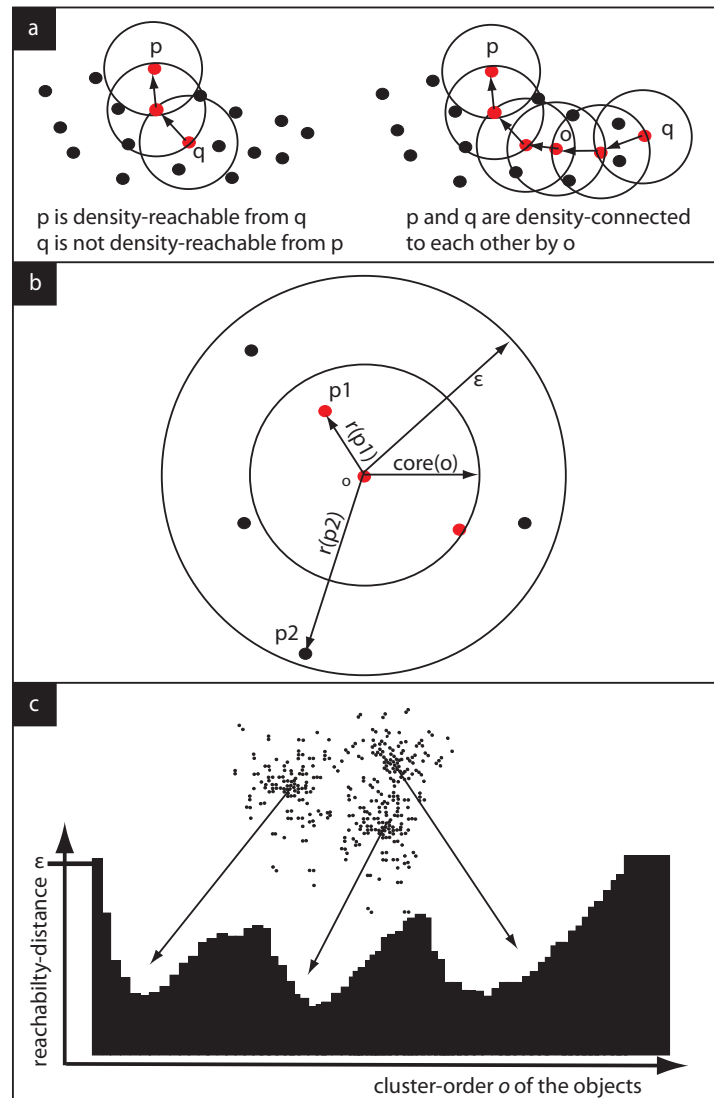 a
p
q
p is density-reachable from q
q is not density-reachable from p
p
o
q
p and q are density-connected
to each other by o
b
ε
p1
r(p1)
core(o)
o
r(p2)
p2
c
ε
reachabilty-distance
cluster-order o of the objects